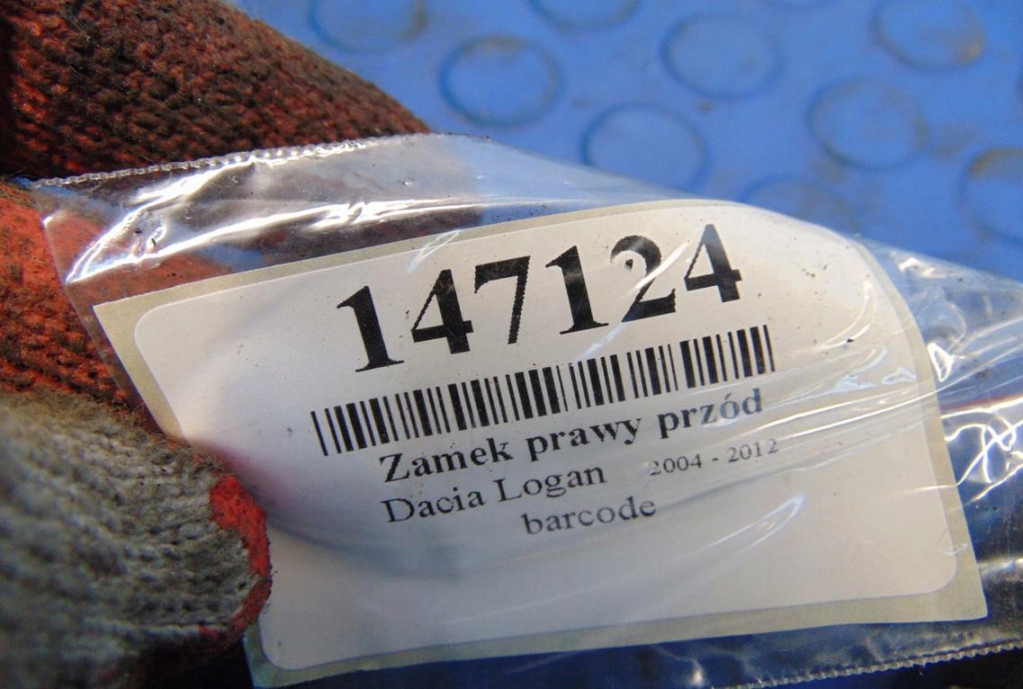 147124
Zamek prawy przód
Dacia Logan 2004 - 2012
barcode